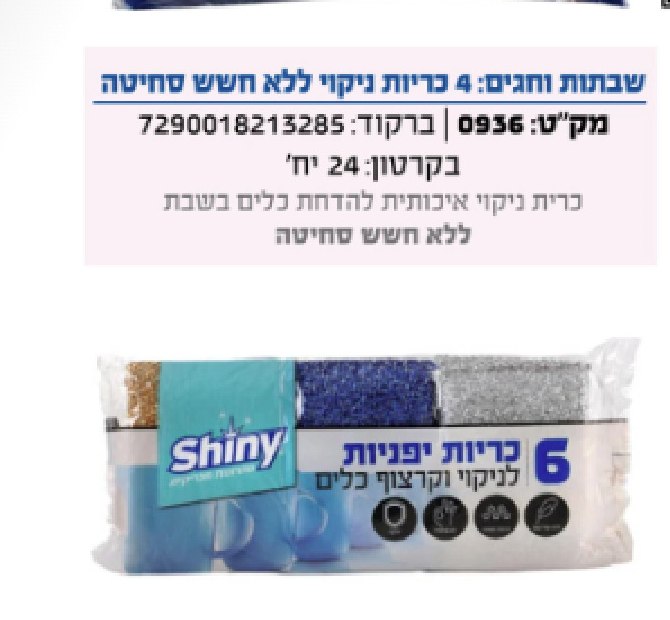 שבתות וחגים: 4 כריות ניקוי ללא חשש סחיטה
מק"ט: 0936 | ברקוד: 7290018213285
בקרטון: 24 יח'
כרית ניקוי איכותית להדחת כלים בשבת
ללא חשש סחיטה
Shiny
6 כריות יפניות
לניקוי וקרצוף כלים